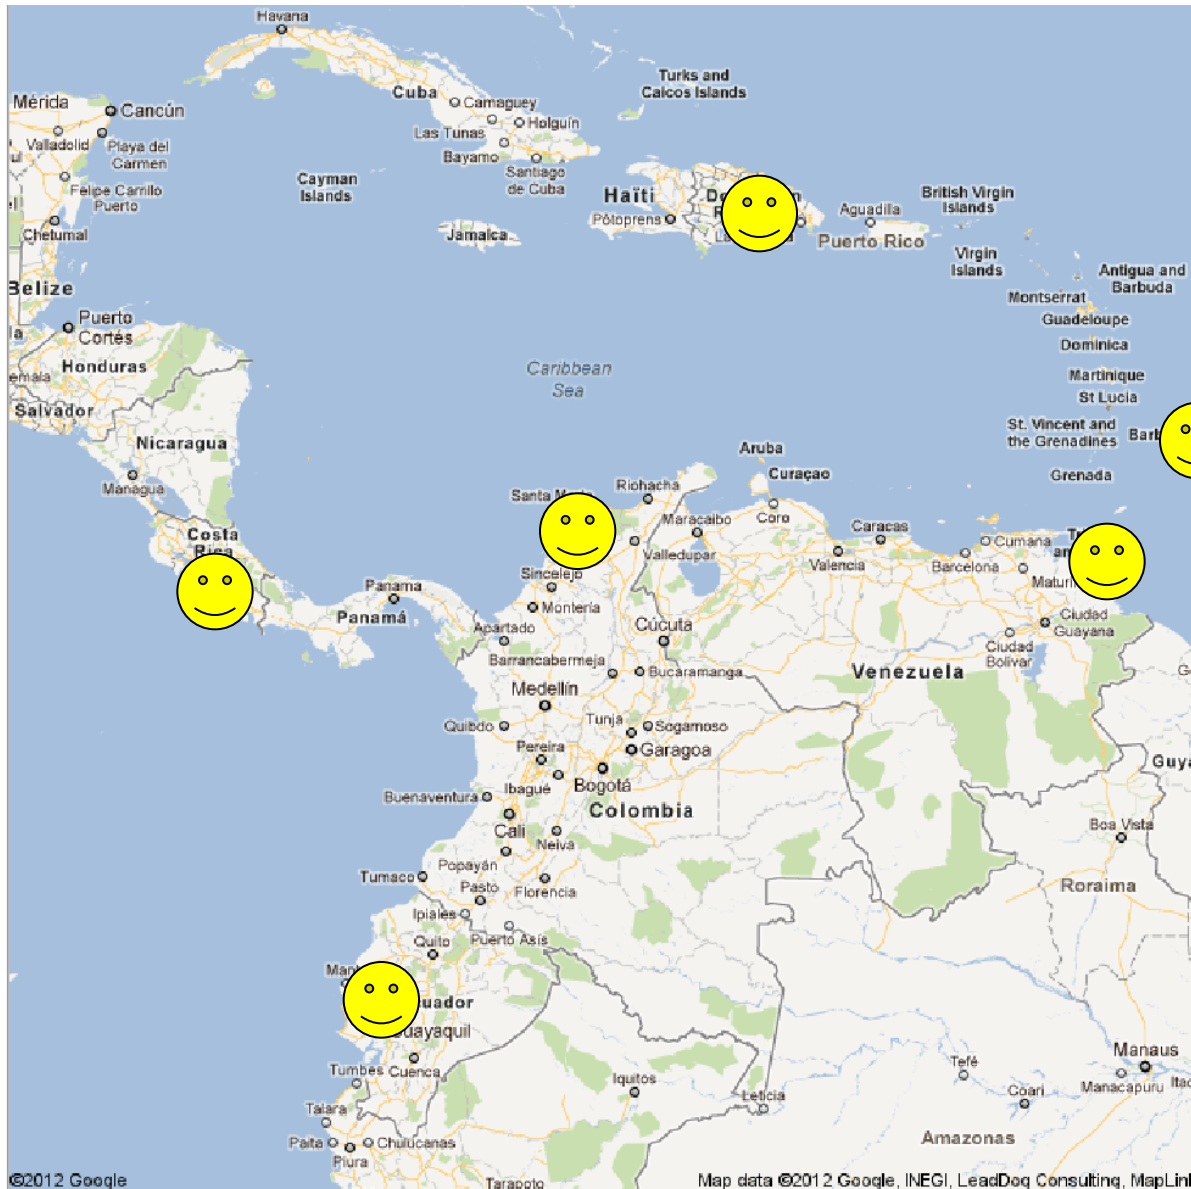 Havana
Turks and
Caicos Islands
Cuba
Camaguey
Mérida
Cancún
Holguín
Las Tunas
Valladolid
Playa del
Carmen
Bayamo
Santiago
de Cuba
Felipe Carrillo
Puerto
Cayman
Islands
Haïti
British Virgin
Islands
Pótoprens
Aguadilla
Chetumal
Jamaica
Puerto Rico
Virgin
Islands
Antigua and
Barbuda
Belize
Montserrat
Puerto
Cortés
Guadeloupe
Dominica
Honduras
Caribbean
Sea
Martinique
St Lucia
Salvador
St. Vincent and
the Grenadines
Nicaragua
Aruba
Curaçao
Grenada
Managua
Riohacha
Santa
Coro
Maracaibo
Caracas
Costa
Rica
Cumana
Valledupar
Valencia
Barcelona
Sincelejo
Panama
Montería
Panamá
Ciudad
Guayana
Apartado
Cúcuta
Ciudad
Bolivar
Barrancabermeja
Bucaramanga
Venezuela
Medellín
Quibdo
Tunja
Sogamoso
Pereira
Garagoa
Ibagué
Bogotá
Buenaventura
Colombia
Cali
Neiva
Boa Vista
Popayán
Tumaco
Pasto
Florencia
Roraima
Ipiales
Quito
Puerto Asís
Tumbes
Cuenca
Iquitos
Leticia
Tefé
Manaus
Manacapuru
Coari
Talara
Paita
Chulucanas
Piura
Amazonas
Tarapoto
©2012 Google
Map data ©2012 Google, INEGI, LeadDog Consulting, MapLink